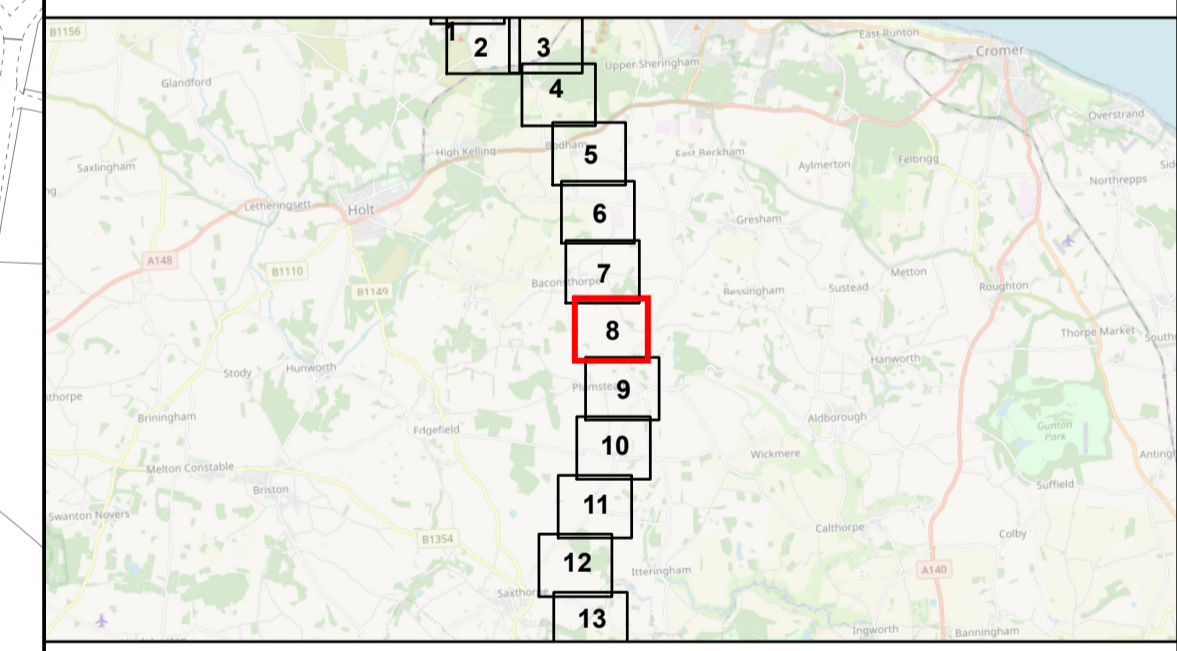 B1156
1
2
3
East Runton
Cromer
Upper Sheringham
Glandford
4
Overstrand
Bodham
High Kelling
5
East Beckham
Saxlingham
Aylmerton
Felbrigg
Northrepps
Letheringsett
Holt
6
Gresham
A148
B1110
7
Metton
Baconsthorpe
B1149
Bessingham
Sustead
Roughton
8
Thorpe Market
Hanworth
Stody
Hunworth
Plumstead
9
Briningham
Aldborough
Edgefield
Gunton
Park
10
Wickmere
Melton Constable
Briston
Suffield
11
Swanton Novers
Calthorpe
Colby
B1354
12
Itteringham
A140
13
Ingworth
Banningham